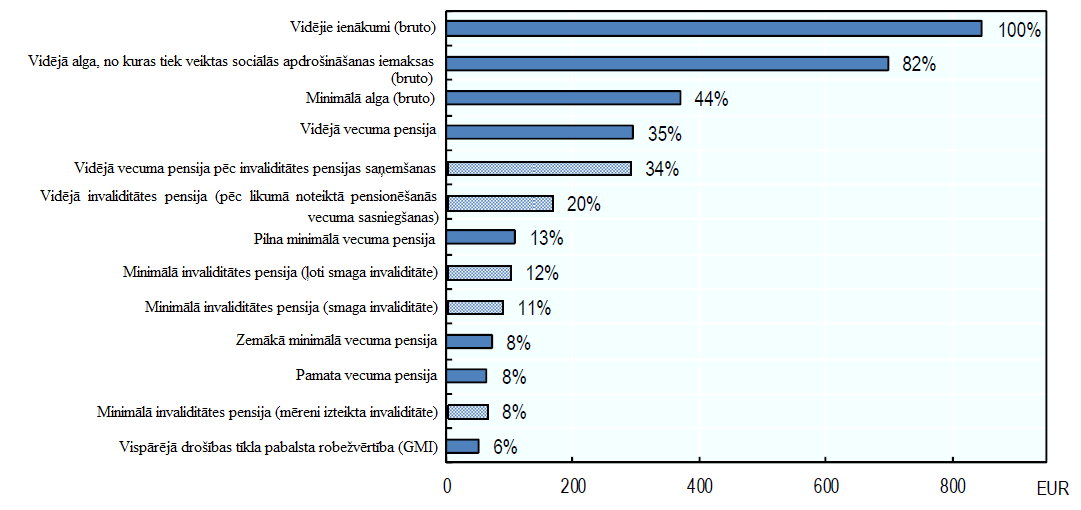 Vidējie ienākumi (bruto)
100%
Vidējā alga, no kuras tiek veiktas sociālās apdrošināšanas iemaksas
(bruto)
82%
Minimālā alga (bruto)
44%
Vidējā vecuma pensija
35%
Vidējā vecuma pensija pēc invaliditātes pensijas saņemšanas
34%
Vidējā invaliditātes pensija (pēc likumā noteiktā pensionēšanās
vecuma sasniegšanas)
20%
Pilna minimālā vecuma pensija
13%
Minimālā invaliditātes pensija (ļoti smaga invaliditāte)
12%
Minimālā invaliditātes pensija (smaga invaliditāte)
11%
Zemākā minimālā vecuma pensija
8%
Pamata vecuma pensija
8%
Minimālā invaliditātes pensija (mēreni izteikta invaliditāte)
8%
Vispārējā drošības tīkla pabalsta robežvērtība (GMI)
6%
0 200 400 600 800 EUR